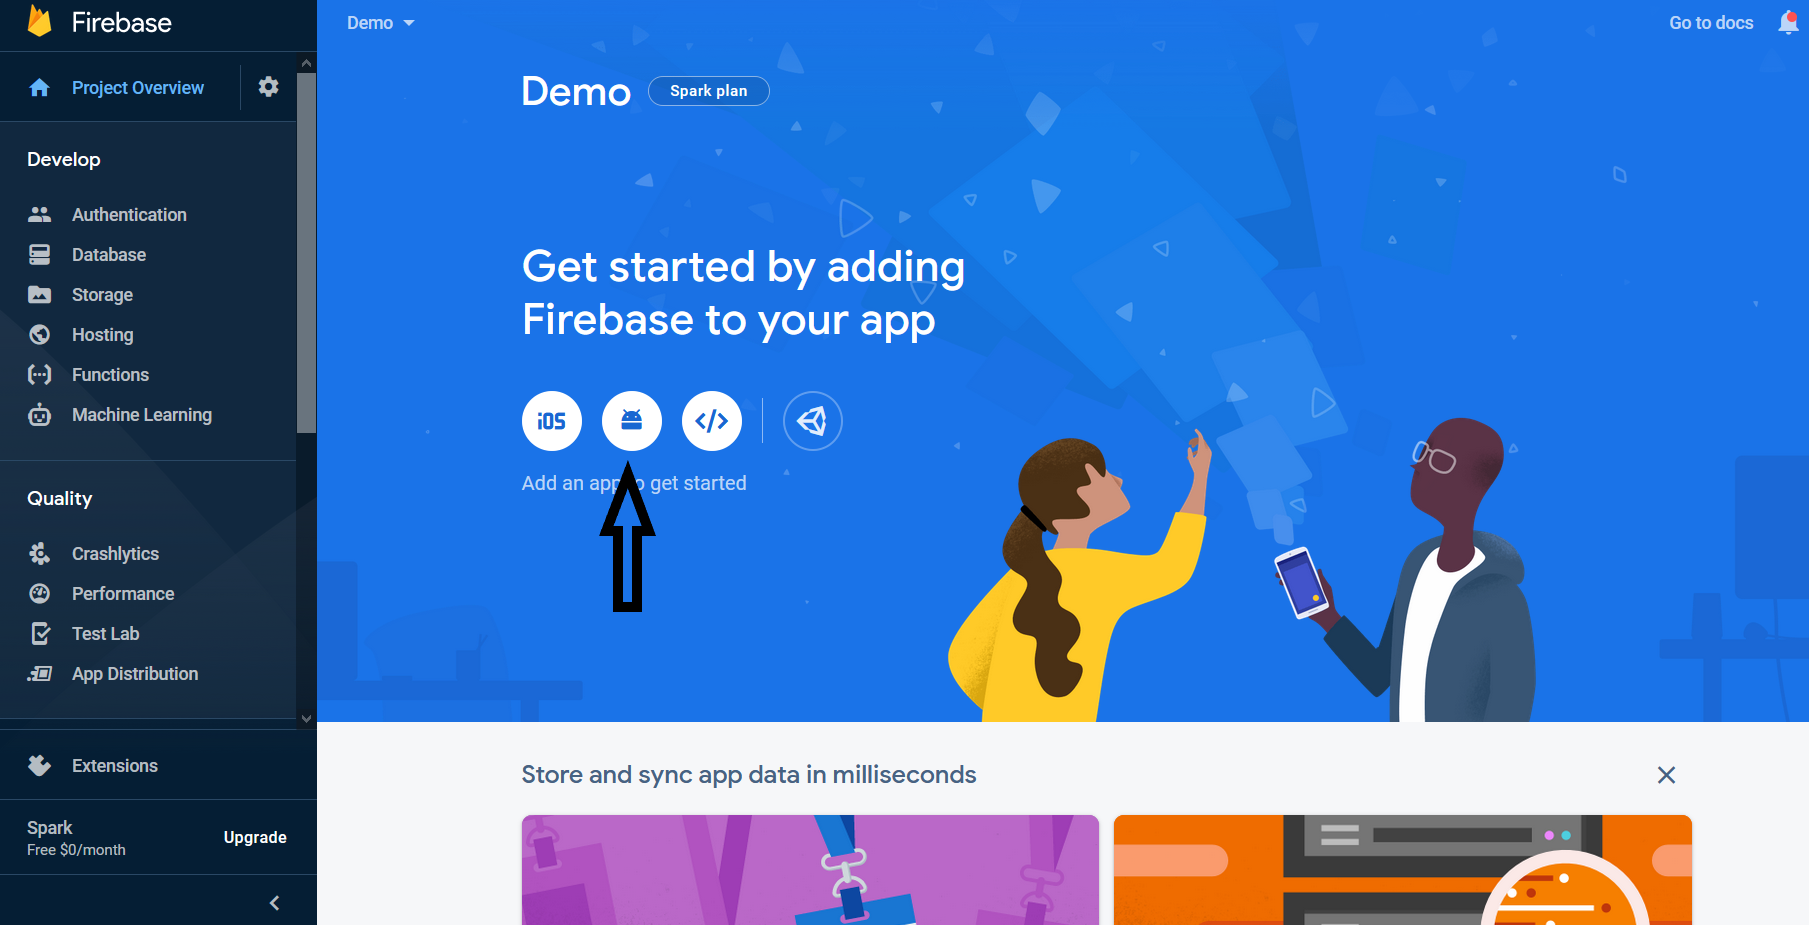 Firebase
Demo
Go to docs
Project Overview
Demo
Spark plan
Develop
Authentication
Database
Storage
Hosting
Functions
Machine Learning
Get started by adding
Firebase to your app
iOS
</>
Add an app to get started
Quality
Crashlytics
Performance
Test Lab
App Distribution
Extensions
Store and sync app data in milliseconds
Spark
Free $0/month
Upgrade